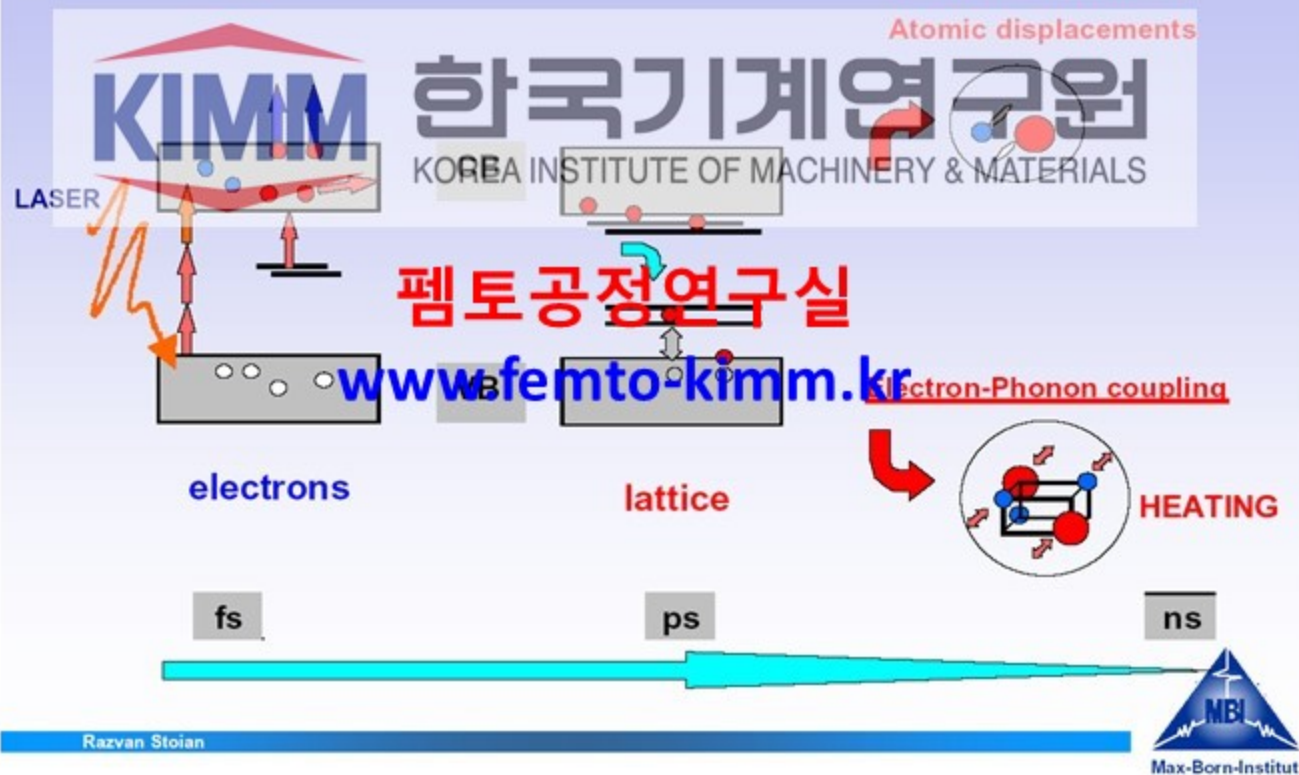 Atomic displacements
KIMM 한국기계연구원
KOREA INSTITUTE OF MACHINERY & MATERIALS
CB
LASER
펨토공정연구실
www.femto-kimm.kr
VB
Electron-Phonon coupling
electrons
lattice
HEATING
fs
ps
ns
MBI
Razvan Stoian
Max-Born-Institut